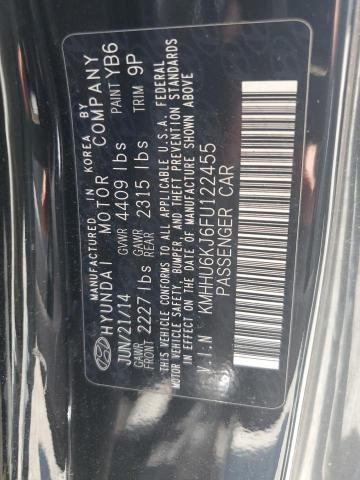 MANUFACTURED IN KOREA BY
HYUNDAI MOTOR COMPANY
JUN/21/14 GVWR 4409 lbs PAINT YB6
GAWR FRONT 2227 lbs GAWR REAR 2315 lbs TRIM 9P
THIS VEHICLE CONFORMS TO ALL APPLICABLE U.S.A. FEDERAL
MOTOR VEHICLE SAFETY, BUMPER, AND THEFT PREVENTION STANDARDS
IN EFFECT ON THE DATE OF MANUFACTURE SHOWN ABOVE.
V.I.N KMHHU6KJ6FU122455
PASSENGER CAR